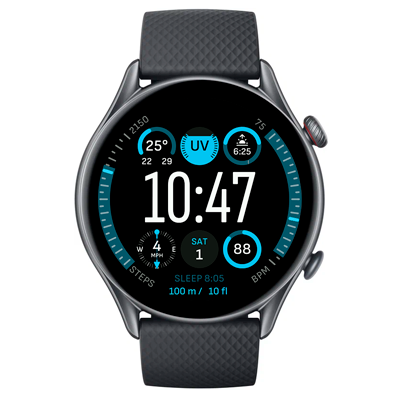 2150
75
25°
22 29
UV
6:25
10:47
W N E S
4
MPH
SAT
1
88
STEPS
BPM
SLEEP 8:05
100 m / 10 fl